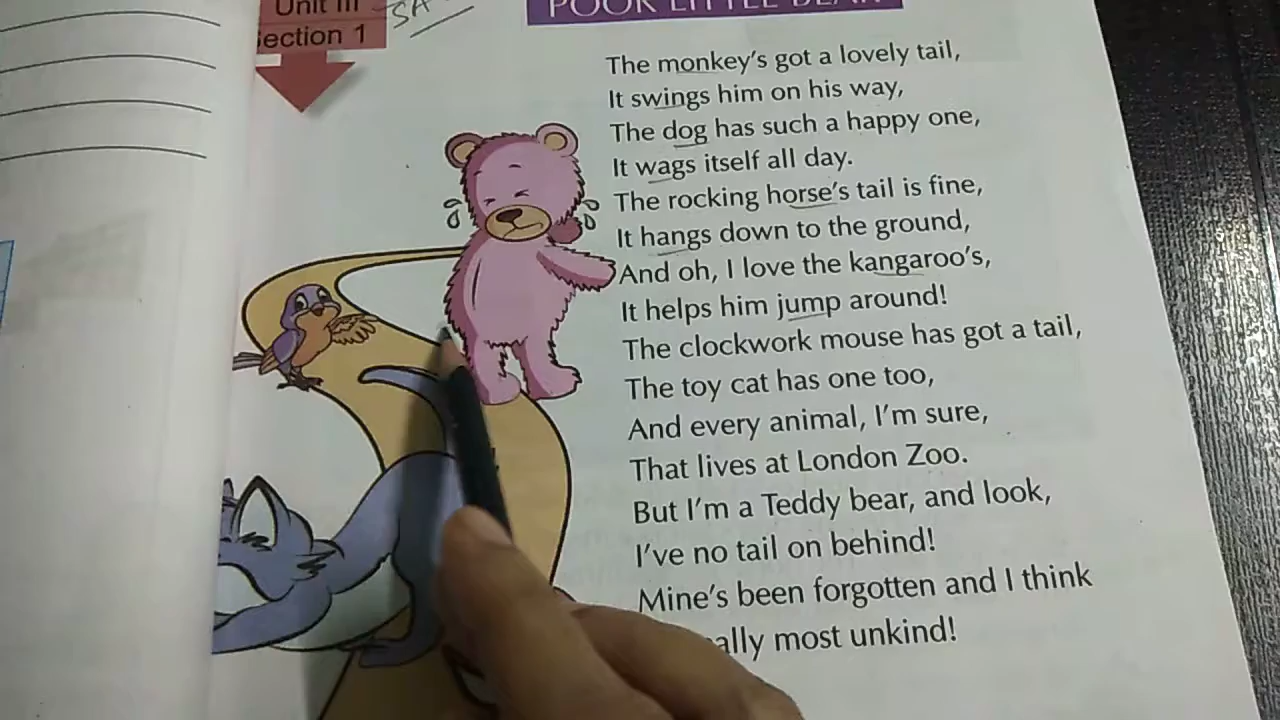 Unit III
Section 1
POOR LITTLE BEAR
The monkey's got a lovely tail,
It swings him on his way,
The dog has such a happy one,
It wags itself all day.
The rocking horse's tail is fine,
It hangs down to the ground,
And oh, I love the kangaroo's,
It helps him jump around!
The clockwork mouse has got a tail,
The toy cat has one too,
And every animal, I'm sure,
That lives at London Zoo.
But I'm a Teddy bear, and look,
I've no tail on behind!
Mine's been forgotten and I think
most unkind!